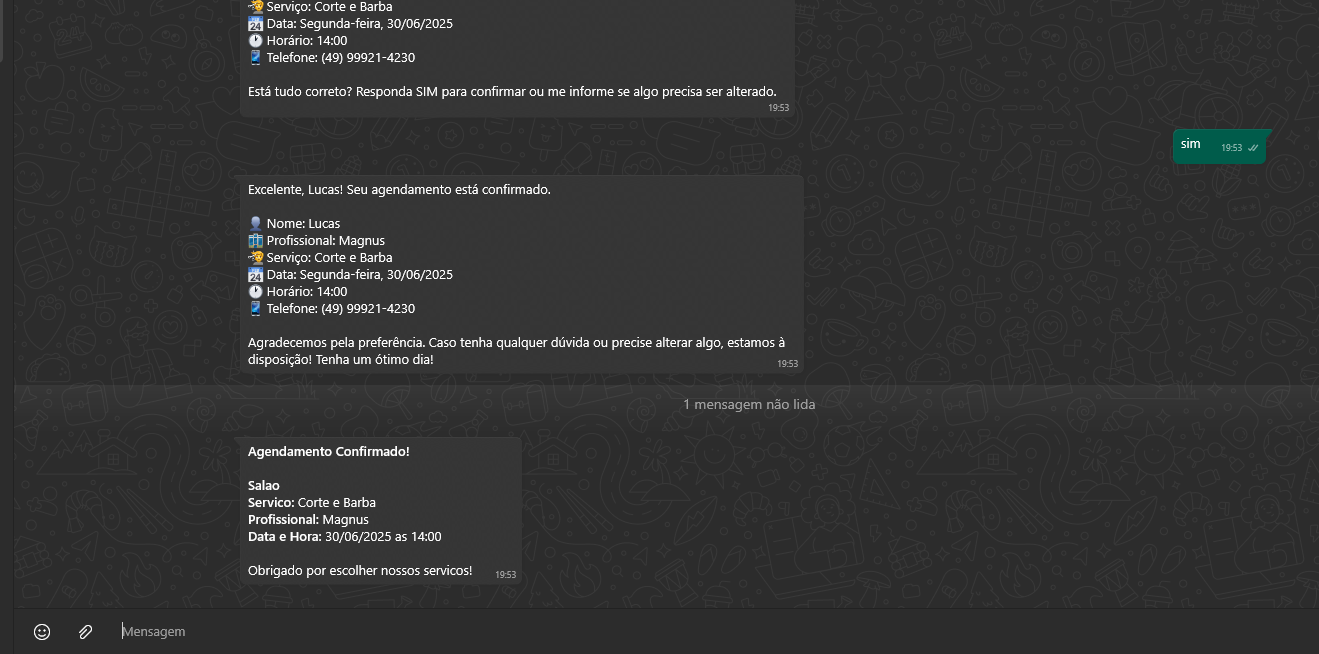 Serviço: Corte e Barba
Data: Segunda-feira, 30/06/2025
Horário: 14:00
Telefone: (49) 99921-4230
Está tudo correto? Responda SIM para confirmar ou me informe se algo precisa ser alterado.
19:53
sim 19:53
Excelente, Lucas! Seu agendamento está confirmado.
Nome: Lucas
Profissional: Magnus
Serviço: Corte e Barba
Data: Segunda-feira, 30/06/2025
Horário: 14:00
Telefone: (49) 99921-4230
Agradecemos pela preferência. Caso tenha qualquer dúvida ou precise alterar algo, estamos à
disposição! Tenha um ótimo dia!
19:53
1 mensagem não lida
Agendamento Confirmado!
Salao
Servico: Corte e Barba
Profissional: Magnus
Data e Hora: 30/06/2025 as 14:00
Obrigado por escolher nossos servicos!
19:53
Mensagem